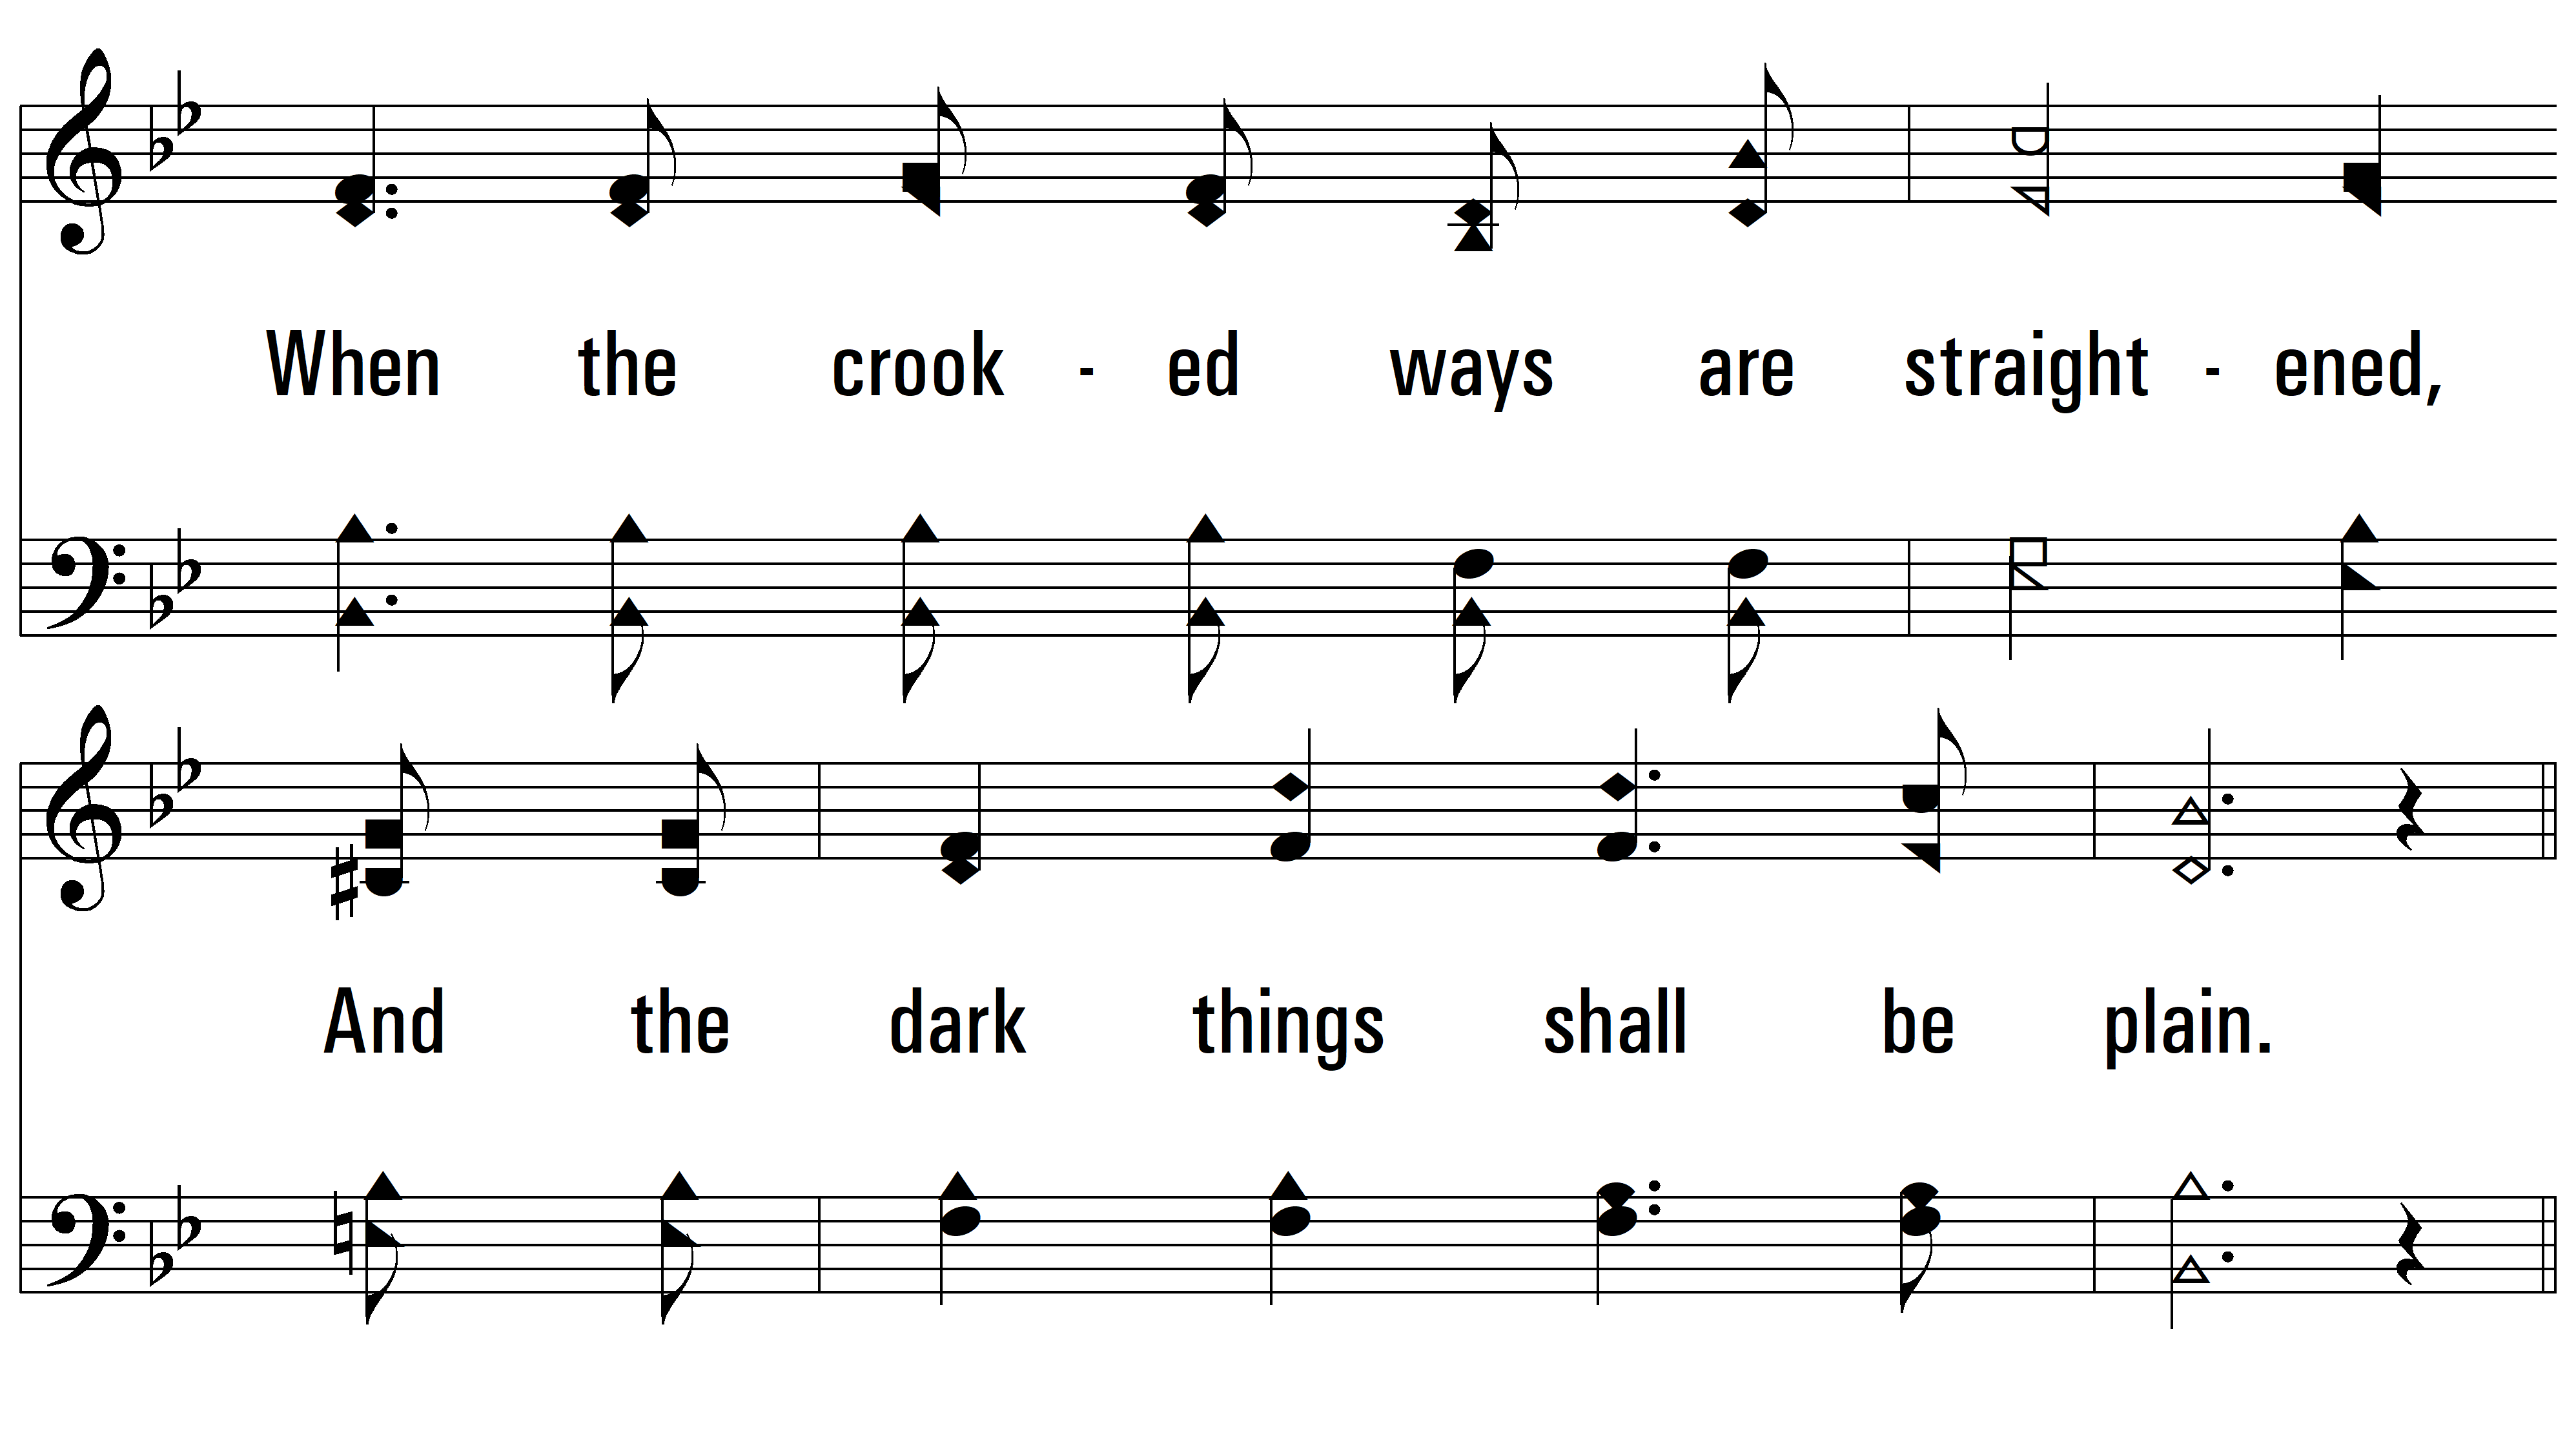 When the crook - ed ways are straight - ened,
And the dark things shall be plain.